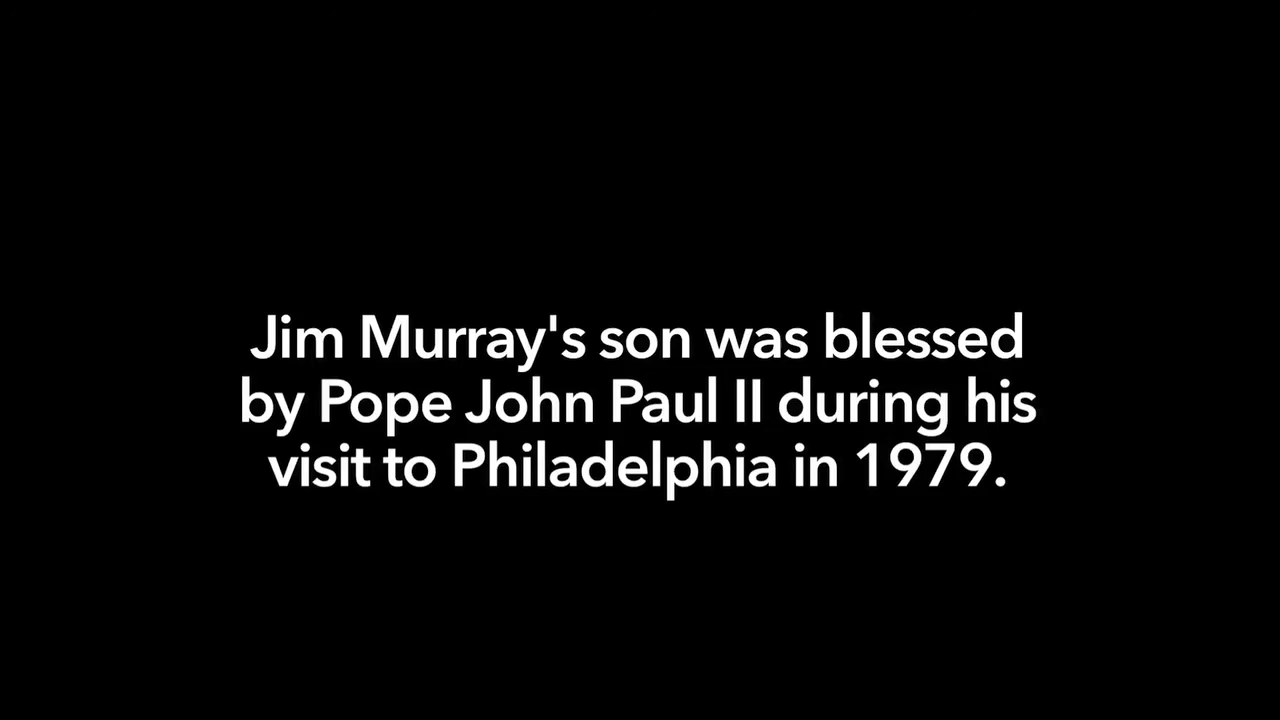 Jim Murray's son was blessed
by Pope John Paul II during his
visit to Philadelphia in 1979.